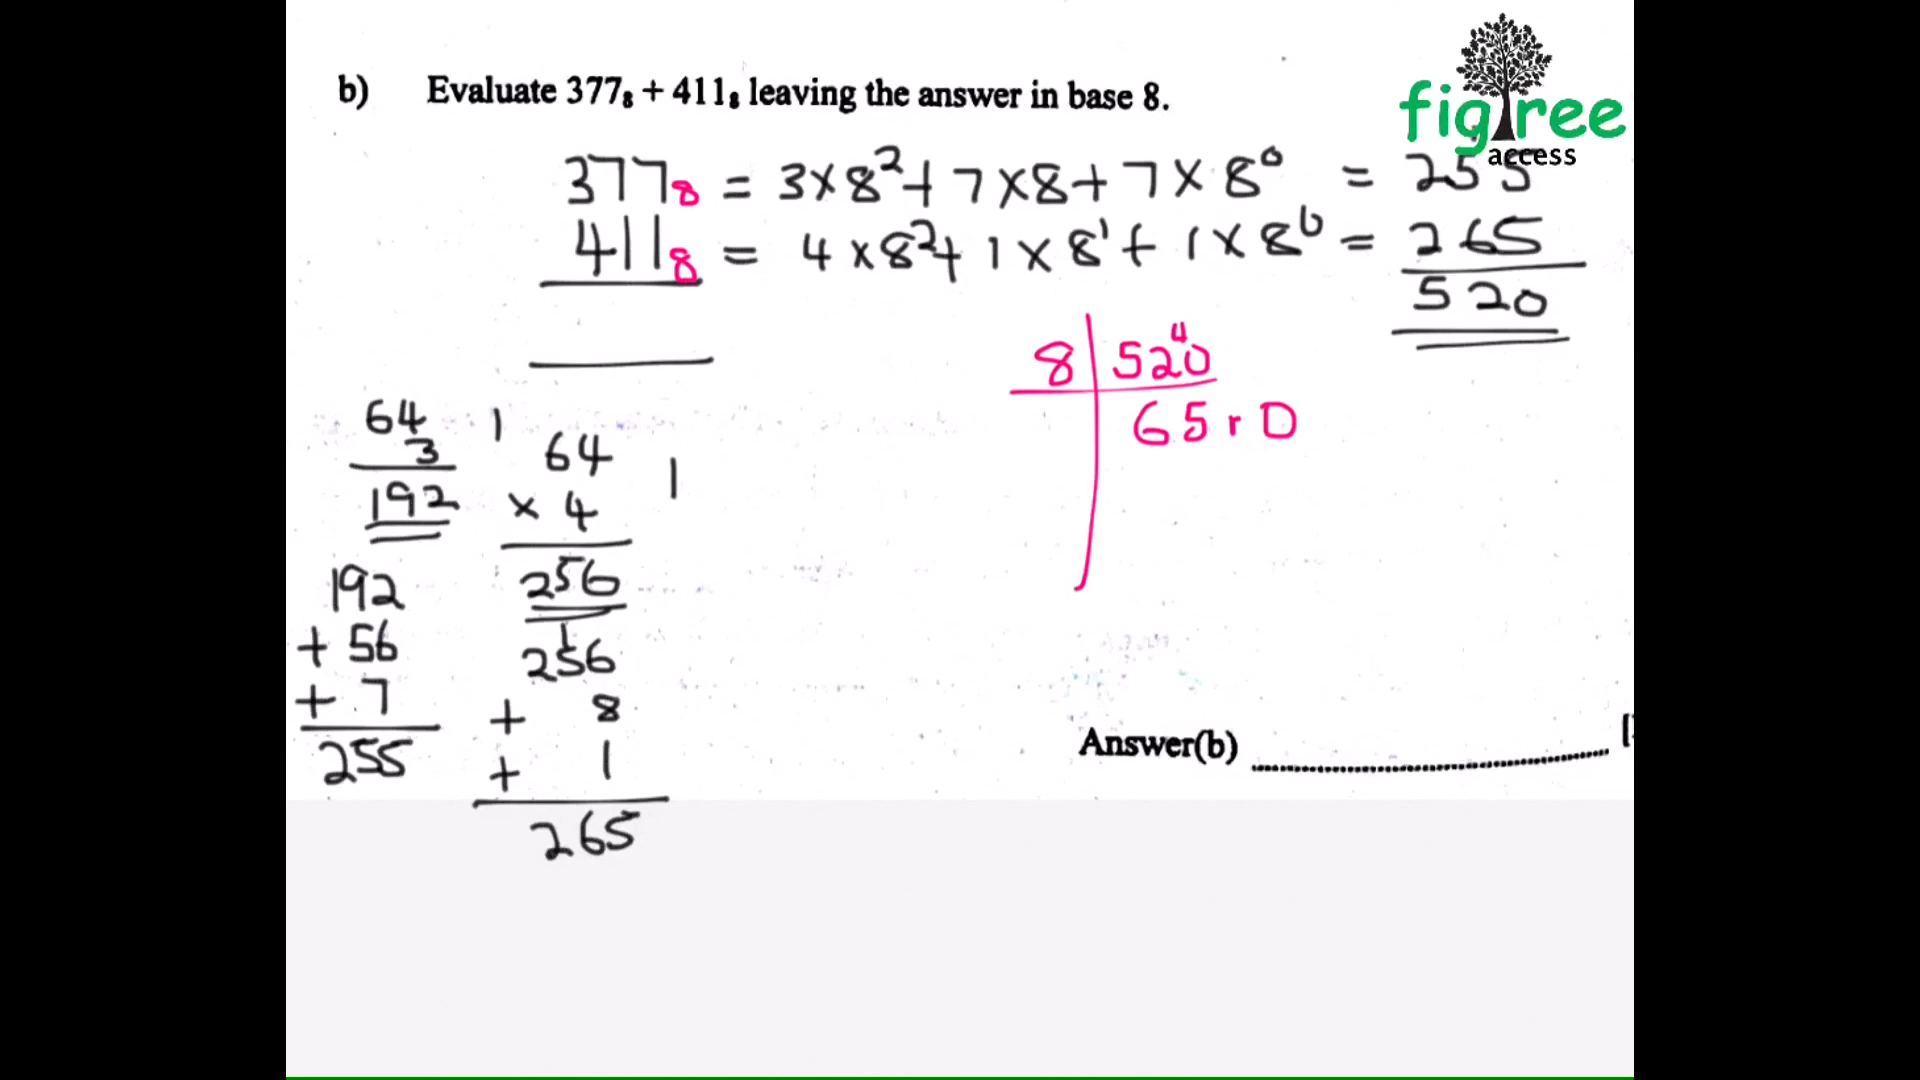 figtree
access
b) Evaluate 377₈ + 411₈ leaving the answer in base 8.
377₈ = 3 × 8² + 7 × 8 + 7 × 8⁰ = 255
411₈ = 4 × 8² + 1 × 8¹ + 1 × 8⁰ = 265
520
8 | 52⁴0
65 r 0
64 1
3
192
64 1
× 4
256
192
+ 56
+ 7
255
1
256
+ 8
+ 1
265
Answer(b) ........................ [